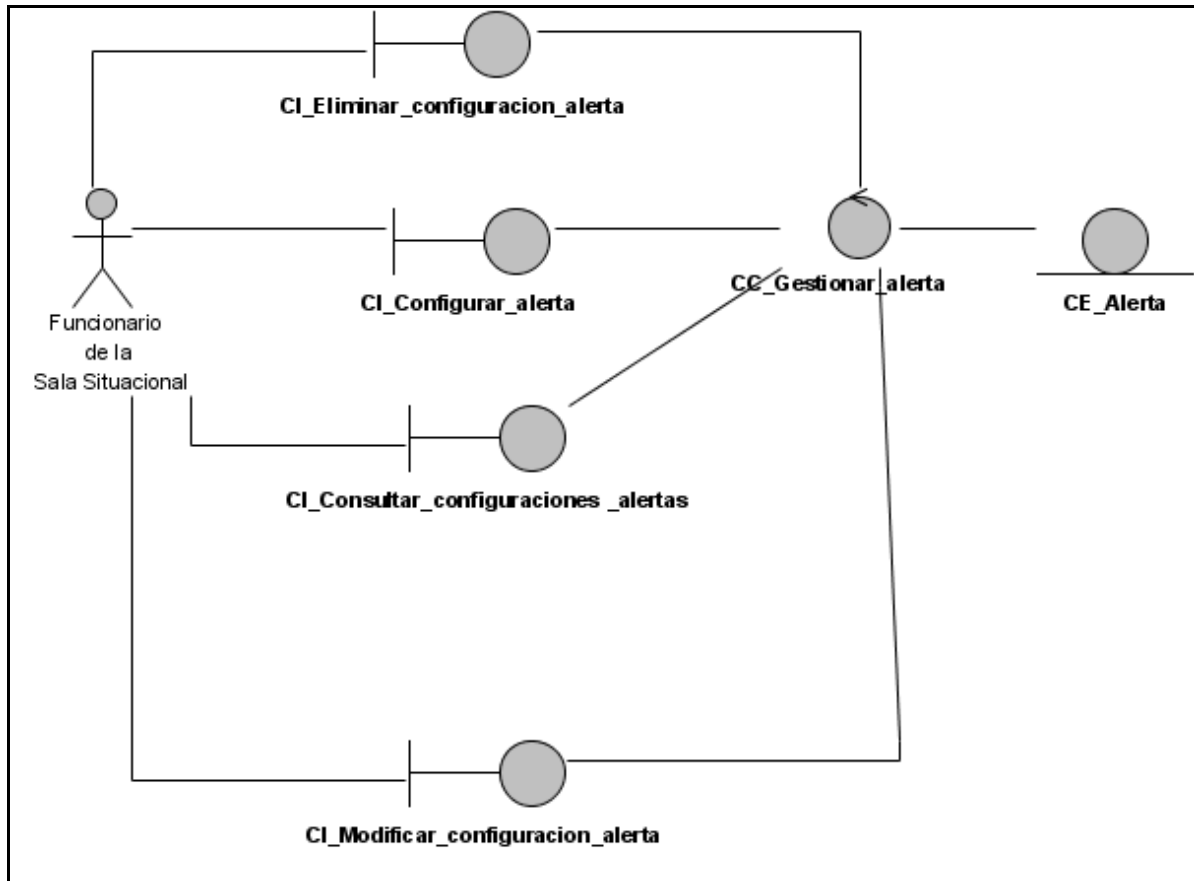 CI_Eliminar_configuracion_alerta
CI_Configurar_alerta
CC_Gestionar_alerta
CE_Alerta
Funcionario
de la
Sala Situacional
CI_Consultar_configuraciones _alertas
CI_Modificar_configuracion_alerta